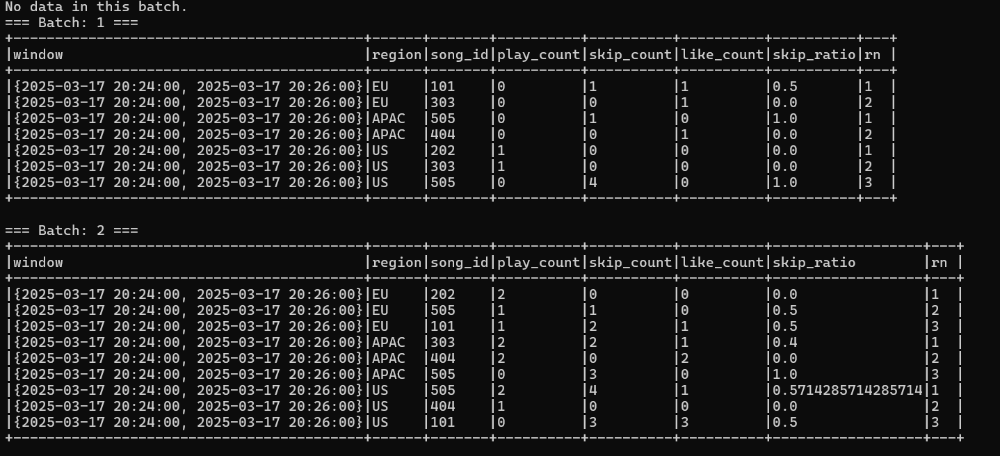 No data in this batch.
=== Batch: 1 ===
+------------------------------------------+------+-------+----------+----------+----------+----------+---+
|window                                    |region|song_id|play_count|skip_count|like_count|skip_ratio|rn |
+------------------------------------------+------+-------+----------+----------+----------+----------+---+
|{2025-03-17 20:24:00, 2025-03-17 20:26:00}|EU    |101    |0         |1         |1         |0.5       |1  |
|{2025-03-17 20:24:00, 2025-03-17 20:26:00}|EU    |303    |0         |0         |1         |0.0       |2  |
|{2025-03-17 20:24:00, 2025-03-17 20:26:00}|APAC  |505    |0         |1         |0         |1.0       |1  |
|{2025-03-17 20:24:00, 2025-03-17 20:26:00}|APAC  |404    |0         |0         |1         |0.0       |2  |
|{2025-03-17 20:24:00, 2025-03-17 20:26:00}|US    |202    |1         |0         |0         |0.0       |1  |
|{2025-03-17 20:24:00, 2025-03-17 20:26:00}|US    |303    |1         |0         |0         |0.0       |2  |
|{2025-03-17 20:24:00, 2025-03-17 20:26:00}|US    |505    |0         |4         |0         |1.0       |3  |
+------------------------------------------+------+-------+----------+----------+----------+----------+---+

=== Batch: 2 ===
+------------------------------------------+------+-------+----------+----------+----------+------------------+---+
|window                                    |region|song_id|play_count|skip_count|like_count|skip_ratio        |rn |
+------------------------------------------+------+-------+----------+----------+----------+------------------+---+
|{2025-03-17 20:24:00, 2025-03-17 20:26:00}|EU    |202    |2         |0         |0         |0.0               |1  |
|{2025-03-17 20:24:00, 2025-03-17 20:26:00}|EU    |505    |1         |1         |0         |0.5               |2  |
|{2025-03-17 20:24:00, 2025-03-17 20:26:00}|EU    |101    |1         |2         |1         |0.5               |3  |
|{2025-03-17 20:24:00, 2025-03-17 20:26:00}|APAC  |303    |2         |2         |1         |0.4               |1  |
|{2025-03-17 20:24:00, 2025-03-17 20:26:00}|APAC  |404    |2         |0         |2         |0.0               |2  |
|{2025-03-17 20:24:00, 2025-03-17 20:26:00}|APAC  |505    |0         |3         |0         |1.0               |3  |
|{2025-03-17 20:24:00, 2025-03-17 20:26:00}|US    |505    |2         |4         |1         |0.5714285714285714|1  |
|{2025-03-17 20:24:00, 2025-03-17 20:26:00}|US    |404    |1         |0         |0         |0.0               |2  |
|{2025-03-17 20:24:00, 2025-03-17 20:26:00}|US    |101    |0         |3         |3         |0.5               |3  |
+------------------------------------------+------+-------+----------+----------+----------+------------------+---+